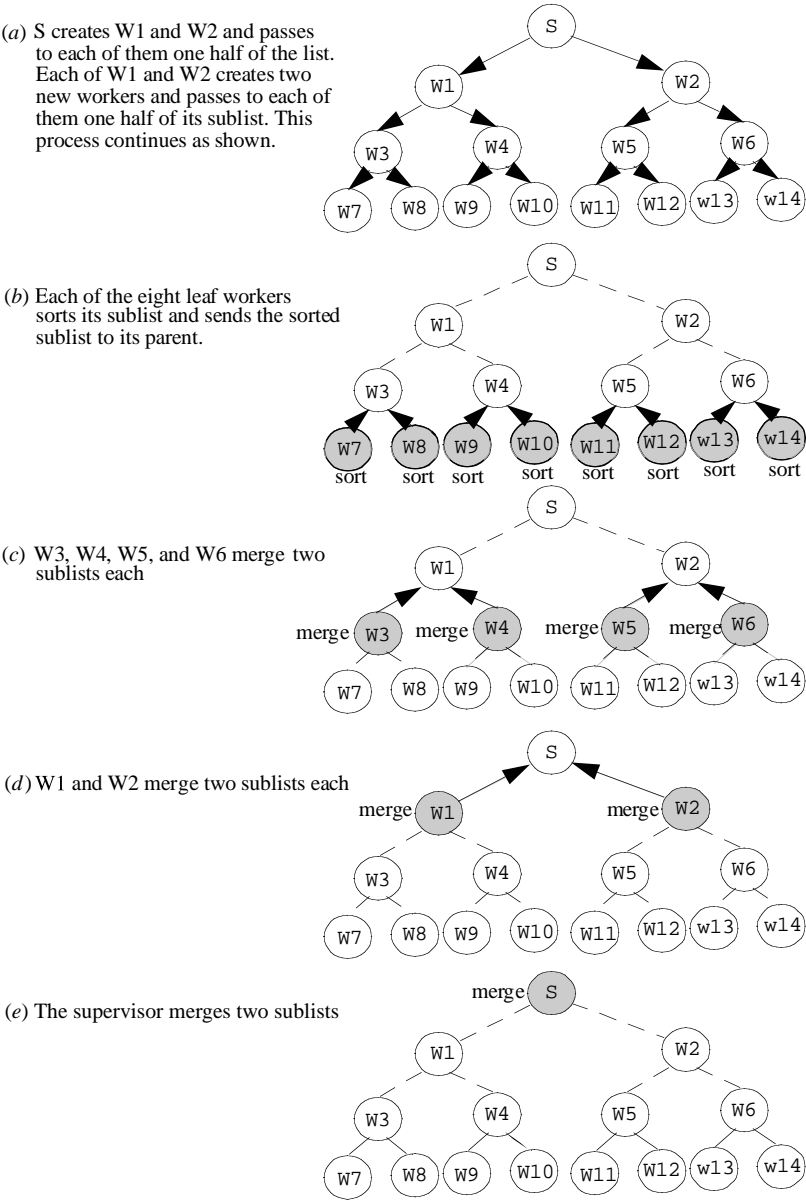 (a) S creates W1 and W2 and passes
to each of them one half of the list.
Each of W1 and W2 creates two
new workers and passes to each of
them one half of its sublist. This
process continues as shown.
S
W1 W2
W3 W4 W5 W6
W7 W8 W9 W10 W11 W12 w13 w14
(b) Each of the eight leaf workers
sorts its sublist and sends the sorted
sublist to its parent.
S
W1 W2
W3 W4 W5 W6
W7 W8 W9 W10 W11 W12 w13 w14
sort sort sort sort sort sort sort sort
(c) W3, W4, W5, and W6 merge two
sublists each
S
W1 W2
merge W3 merge W4 merge W5 merge W6
W7 W8 W9 W10 W11 W12 w13 w14
(d) W1 and W2 merge two sublists each
S
merge W1 merge W2
W3 W4 W5 W6
W7 W8 W9 W10 W11 W12 w13 w14
(e) The supervisor merges two sublists
merge S
W1 W2
W3 W4 W5 W6
W7 W8 W9 W10 W11 W12 w13 w14